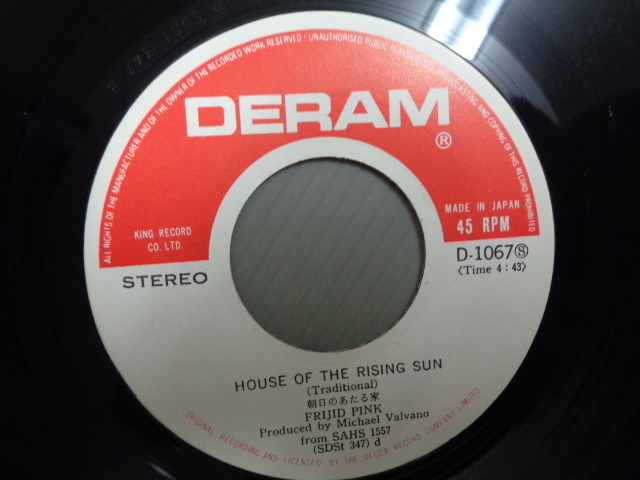 ALL RIGHTS OF THE MANUFACTURER AND OF THE OWNER OF THE RECORDED WORK RESERVED · UNAUTHORISED PUBLIC PERFORMANCE BROADCASTING AND COPYING OF THIS RECORD PROHIBITED
DERAM®
KING RECORD
CO. LTD.
MADE IN JAPAN
45 RPM
STEREO
D-1067Ⓢ
〈Time 4:43〉
HOUSE OF THE RISING SUN
(Traditional)
朝日のあたる家
FRIJID PINK
Produced by Michael Valvano
from SAHS 1557
(SDSt 347) d
ORIGINAL RECORDING AND LICENSED BY THE DECCA RECORD COMPANY LIMITED